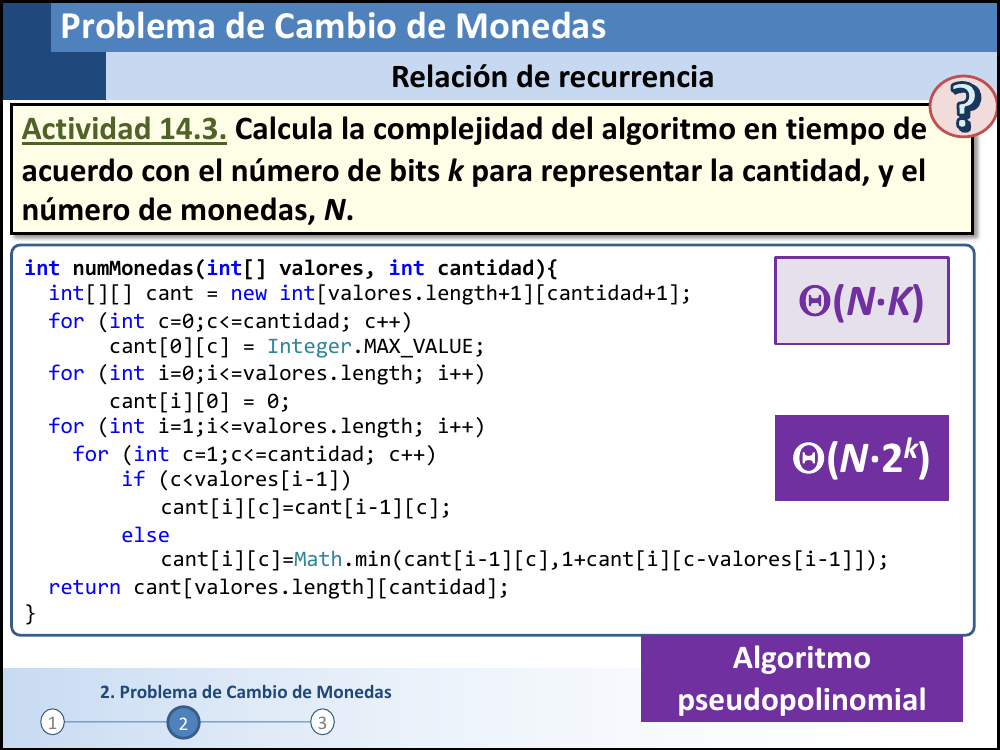 Problema de Cambio de Monedas
Relación de recurrencia
?
Actividad 14.3. Calcula la complejidad del algoritmo en tiempo de
acuerdo con el número de bits k para representar la cantidad, y el
número de monedas, N.
int numMonedas(int[] valores, int cantidad){
int[][] cant = new int[valores.length+1][cantidad+1];
for (int c=0;c<=cantidad; c++)
cant[0][c] = Integer.MAX_VALUE;
for (int i=0;i<=valores.length; i++)
cant[i][0] = 0;
for (int i=1;i<=valores.length; i++)
for (int c=1;c<=cantidad; c++)
if (c<valores[i-1])
cant[i][c]=cant[i-1][c];
else
cant[i][c]=Math.min(cant[i-1][c],1+cant[i][c-valores[i-1]]);
return cant[valores.length][cantidad];
}
Θ(N·K)
Θ(N·2^k)
Algoritmo
pseudopolinomial
2. Problema de Cambio de Monedas
1 2 3